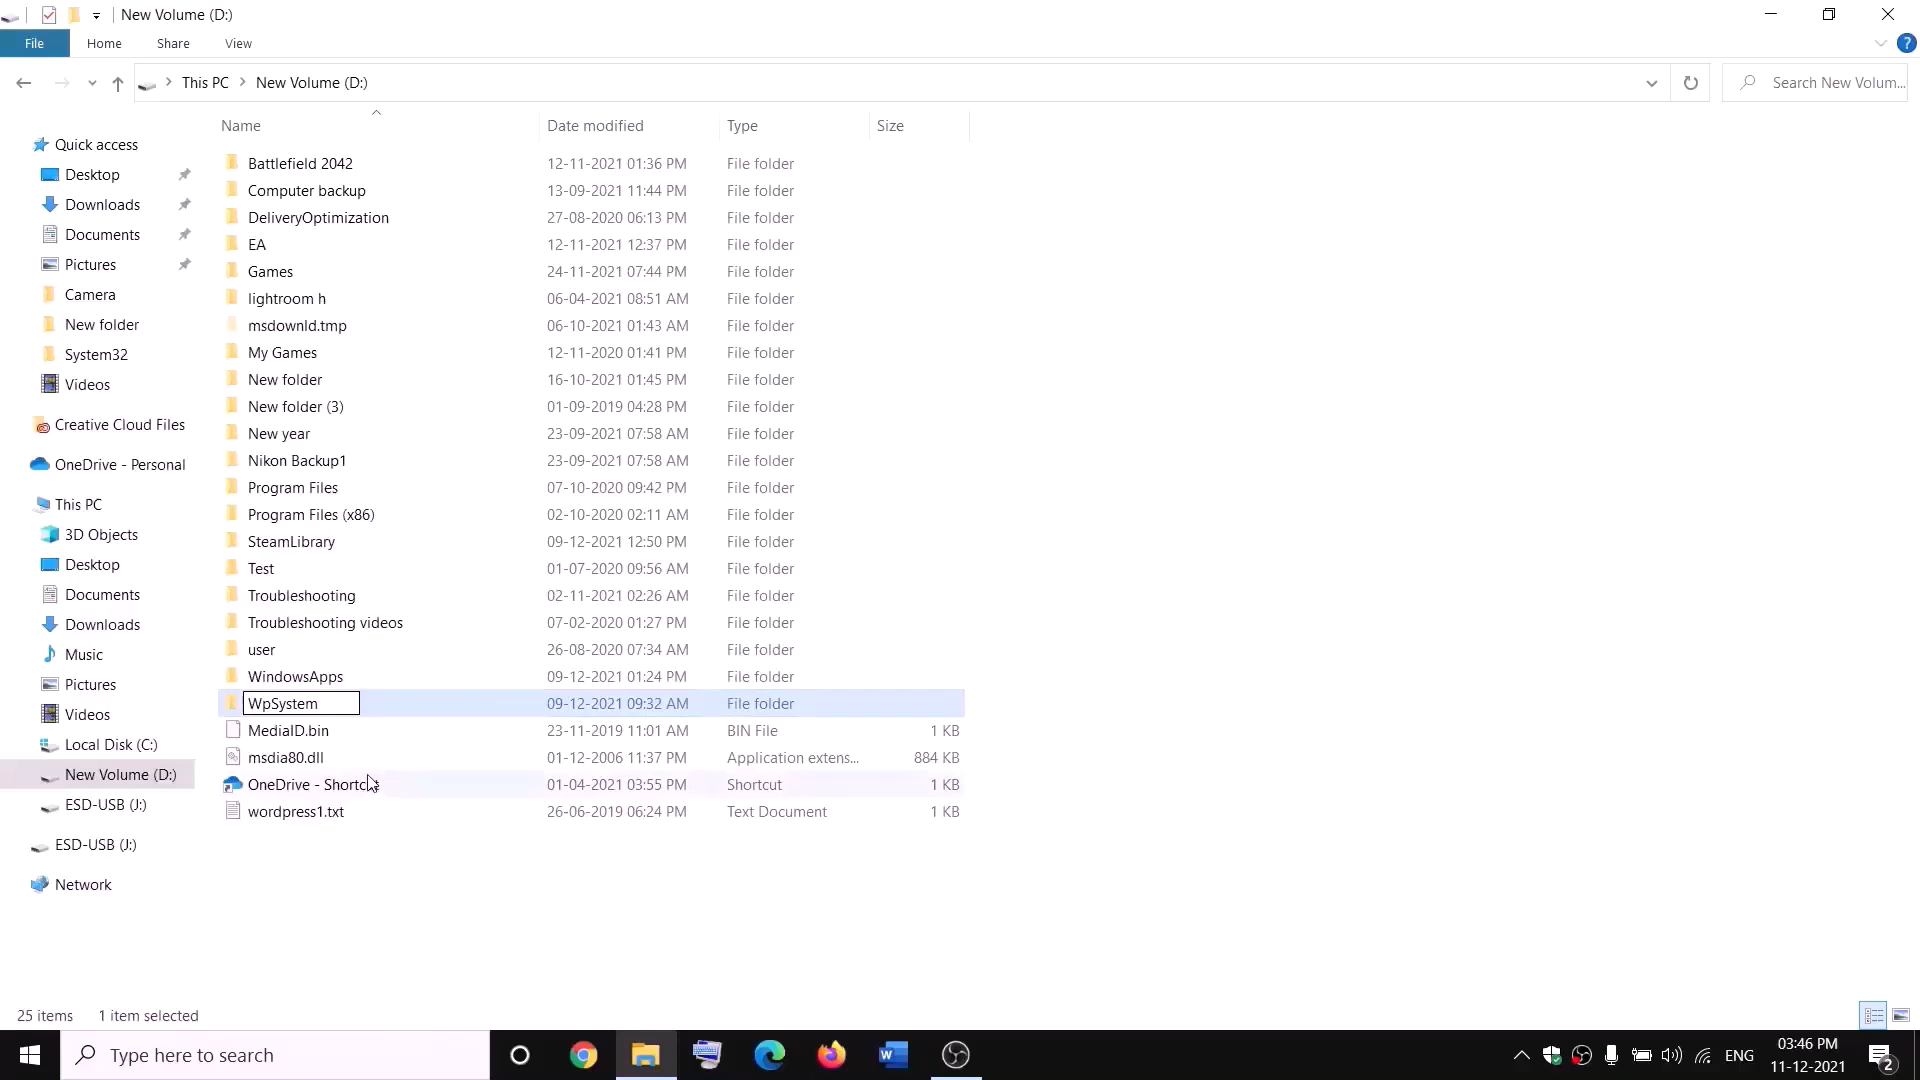 New Volume (D:)
File Home Share View
This PC New Volume (D:) Search New Volum...
Name Date modified Type Size
Quick access
Desktop
Downloads
Documents
Pictures
Camera
New folder
System32
Videos
Creative Cloud Files
OneDrive - Personal
This PC
3D Objects
Desktop
Documents
Downloads
Music
Pictures
Videos
Local Disk (C:)
New Volume (D:)
ESD-USB (J:)
ESD-USB (J:)
Network
Battlefield 2042 12-11-2021 01:36 PM File folder
Computer backup 13-09-2021 11:44 PM File folder
DeliveryOptimization 27-08-2020 06:13 PM File folder
EA 12-11-2021 12:37 PM File folder
Games 24-11-2021 07:44 PM File folder
lightroom h 06-04-2021 08:51 AM File folder
msdownld.tmp 06-10-2021 01:43 AM File folder
My Games 12-11-2020 01:41 PM File folder
New folder 16-10-2021 01:45 PM File folder
New folder (3) 01-09-2019 04:28 PM File folder
New year 23-09-2021 07:58 AM File folder
Nikon Backup1 23-09-2021 07:58 AM File folder
Program Files 07-10-2020 09:42 PM File folder
Program Files (x86) 02-10-2020 02:11 AM File folder
SteamLibrary 09-12-2021 12:50 PM File folder
Test 01-07-2020 09:56 AM File folder
Troubleshooting 02-11-2021 02:26 AM File folder
Troubleshooting videos 07-02-2020 01:27 PM File folder
user 26-08-2020 07:34 AM File folder
WindowsApps 09-12-2021 01:24 PM File folder
WpSystem 09-12-2021 09:32 AM File folder
MediaID.bin 23-11-2019 11:01 AM BIN File 1 KB
msdia80.dll 01-12-2006 11:37 PM Application extens... 884 KB
OneDrive - Shortcut 01-04-2021 03:55 PM Shortcut 1 KB
wordpress1.txt 26-06-2019 06:24 PM Text Document 1 KB
25 items 1 item selected
Type here to search
ENG 03:46 PM
11-12-2021
2